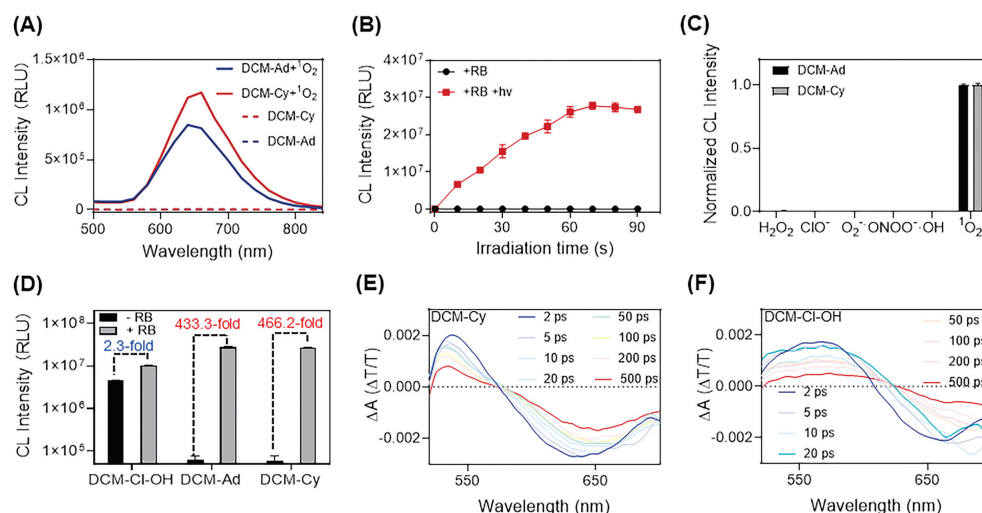 (A)
CL Intensity (RLU)
1.5×10⁶
1×10⁶
5×10⁵
0
500
600
700
800
Wavelength (nm)
DCM-Ad+¹O₂
DCM-Cy+¹O₂
DCM-Cy
DCM-Ad
(B)
CL Intensity (RLU)
4×10⁷
3×10⁷
2×10⁷
1×10⁷
0
0
30
60
90
Irradiation time (s)
+RB
+RB +hv
(C)
Normalized CL Intensity
1.0
0.5
0.0
DCM-Ad
DCM-Cy
H₂O₂ ClO⁻ O₂⁻· ONOO⁻ ·OH ¹O₂
(D)
CL Intensity (RLU)
1×10⁸
1×10⁷
1×10⁶
1×10⁵
- RB
+ RB
2.3-fold
433.3-fold
466.2-fold
DCM-Cl-OH DCM-Ad DCM-Cy
(E)
DCM-Cy
ΔA (ΔT/T)
0.002
0.000
-0.002
550
650
Wavelength (nm)
2 ps
5 ps
10 ps
20 ps
50 ps
100 ps
200 ps
500 ps
(F)
DCM-Cl-OH
ΔA (ΔT/T)
0.002
0.000
-0.002
550
650
Wavelength (nm)
50 ps
100 ps
200 ps
500 ps
2 ps
5 ps
10 ps
20 ps